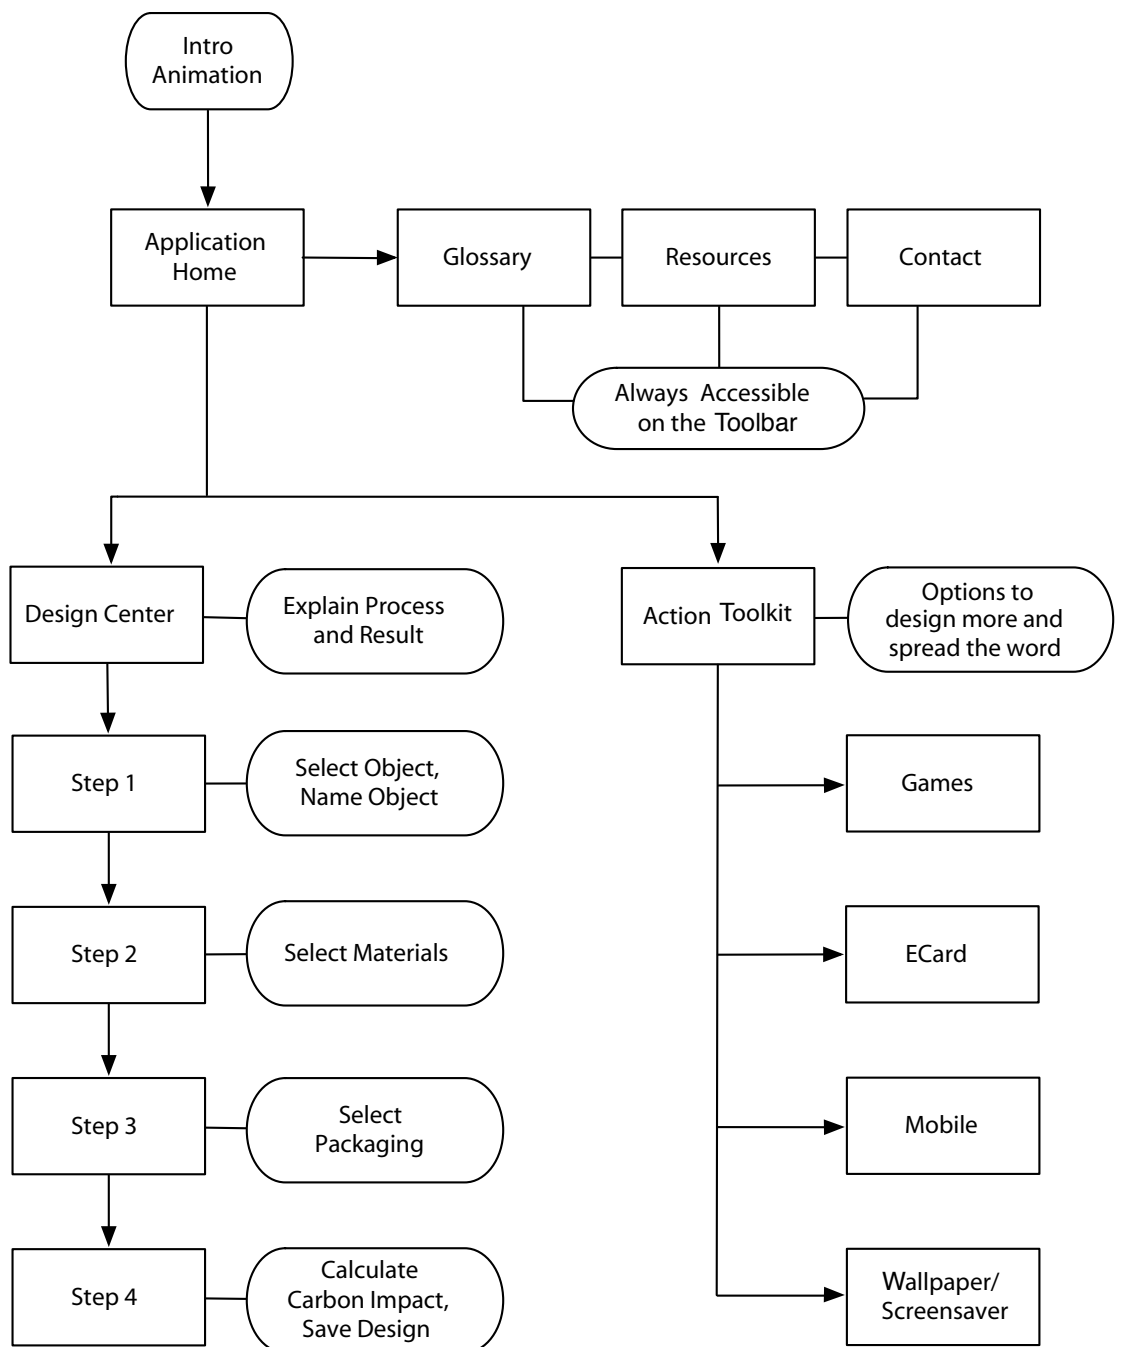 Intro
Animation
Application
Home
Glossary
Resources
Contact
Always Accessible
on the Toolbar
Design Center
Explain Process
and Result
Action Toolkit
Options to
design more and
spread the word
Step 1
Select Object,
Name Object
Games
Step 2
Select Materials
ECard
Step 3
Select
Packaging
Mobile
Step 4
Calculate
Carbon Impact,
Save Design
Wallpaper/
Screensaver